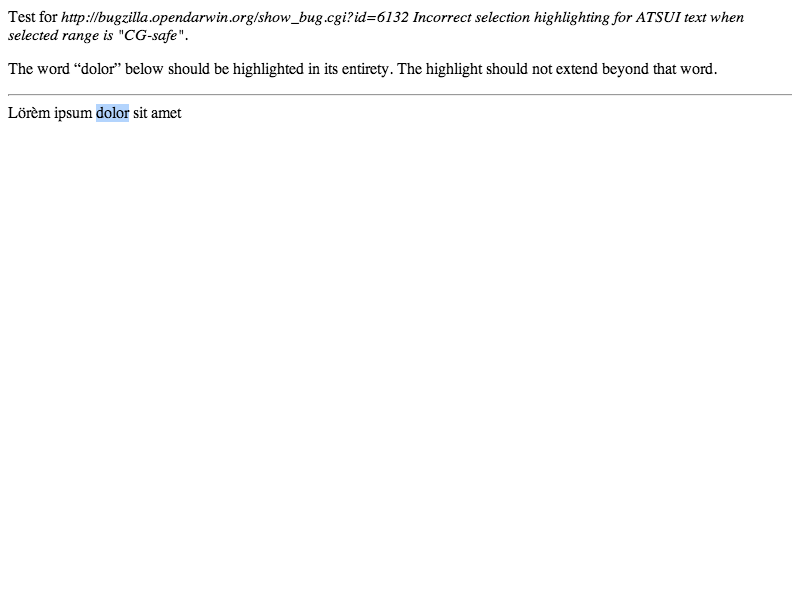 Test for http://bugzilla.opendarwin.org/show_bug.cgi?id=6132 Incorrect selection highlighting for ATSUI text when
selected range is "CG-safe".
The word “dolor” below should be highlighted in its entirety. The highlight should not extend beyond that word.
Lörèm ipsum dolor sit amet